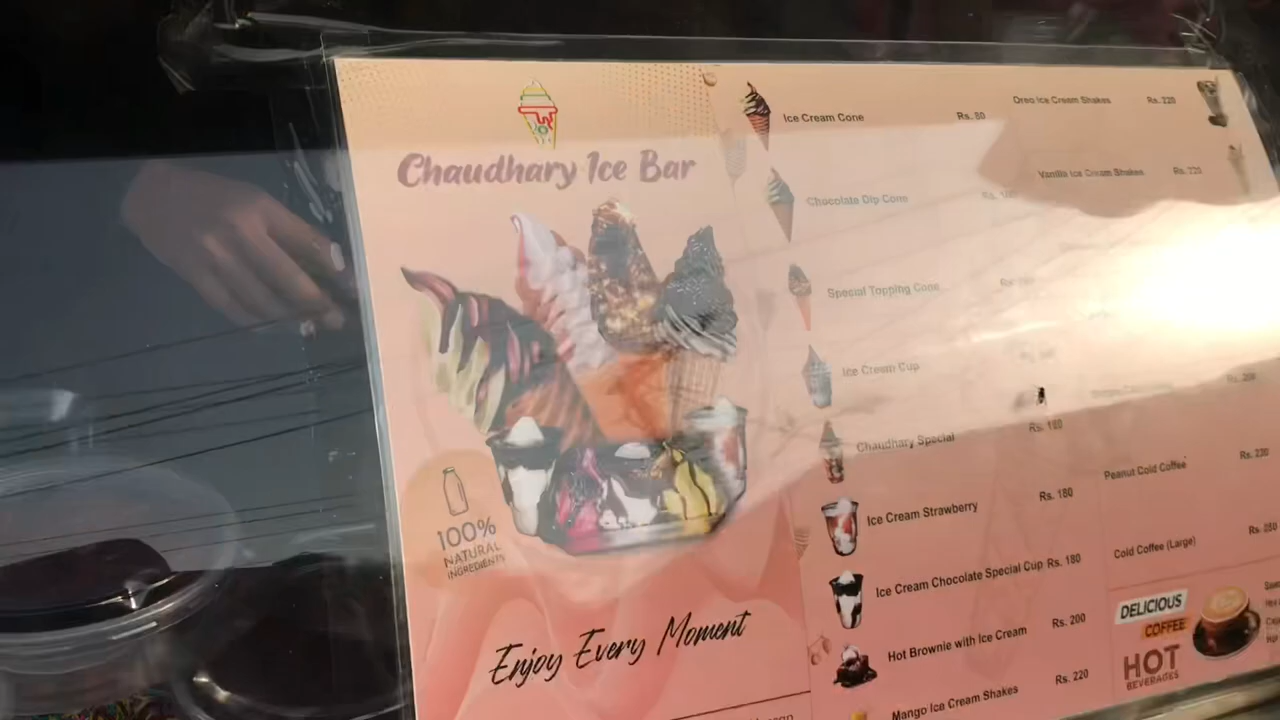 Chaudhary Ice Bar
100%
NATURAL
INGREDIENTS
Enjoy Every Moment
Ice Cream Cone Rs. 80
Chocolate Dip Cone Rs.
Special Topping Cone
Ice Cream Cup
Chaudhary Special Rs. 180
Ice Cream Strawberry Rs. 180
Ice Cream Chocolate Special Cup Rs. 180
Hot Brownie with Ice Cream Rs. 200
Mango Ice Cream Shakes Rs. 220
Oreo Ice Cream Shakes Rs. 220
Vanilla Ice Cream Shakes Rs. 220
Peanut Cold Coffee Rs. 230
Cold Coffee (Large) Rs.
DELICIOUS
COFFEE
HOT
BEVERAGES